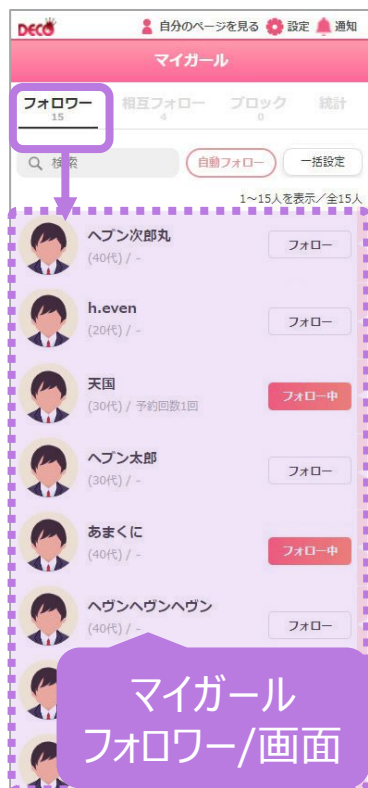 DECO 自分のページを見る 設定 通知
マイガール
フォロワー 相互フォロー ブロック 統計
15 4 0
検索 自動フォロー 一括設定
1～15人を表示／全15人
ヘブン次郎丸
(40代) / - フォロー
h.even
(20代) / - フォロー
天国
(30代) / 予約回数1回 フォロー中
ヘブン太郎
(30代) / - フォロー
あまくに
(40代) / - フォロー中
ヘヴンヘヴンヘヴン
(40代) / - フォロー
マイガール
フォロワー/画面